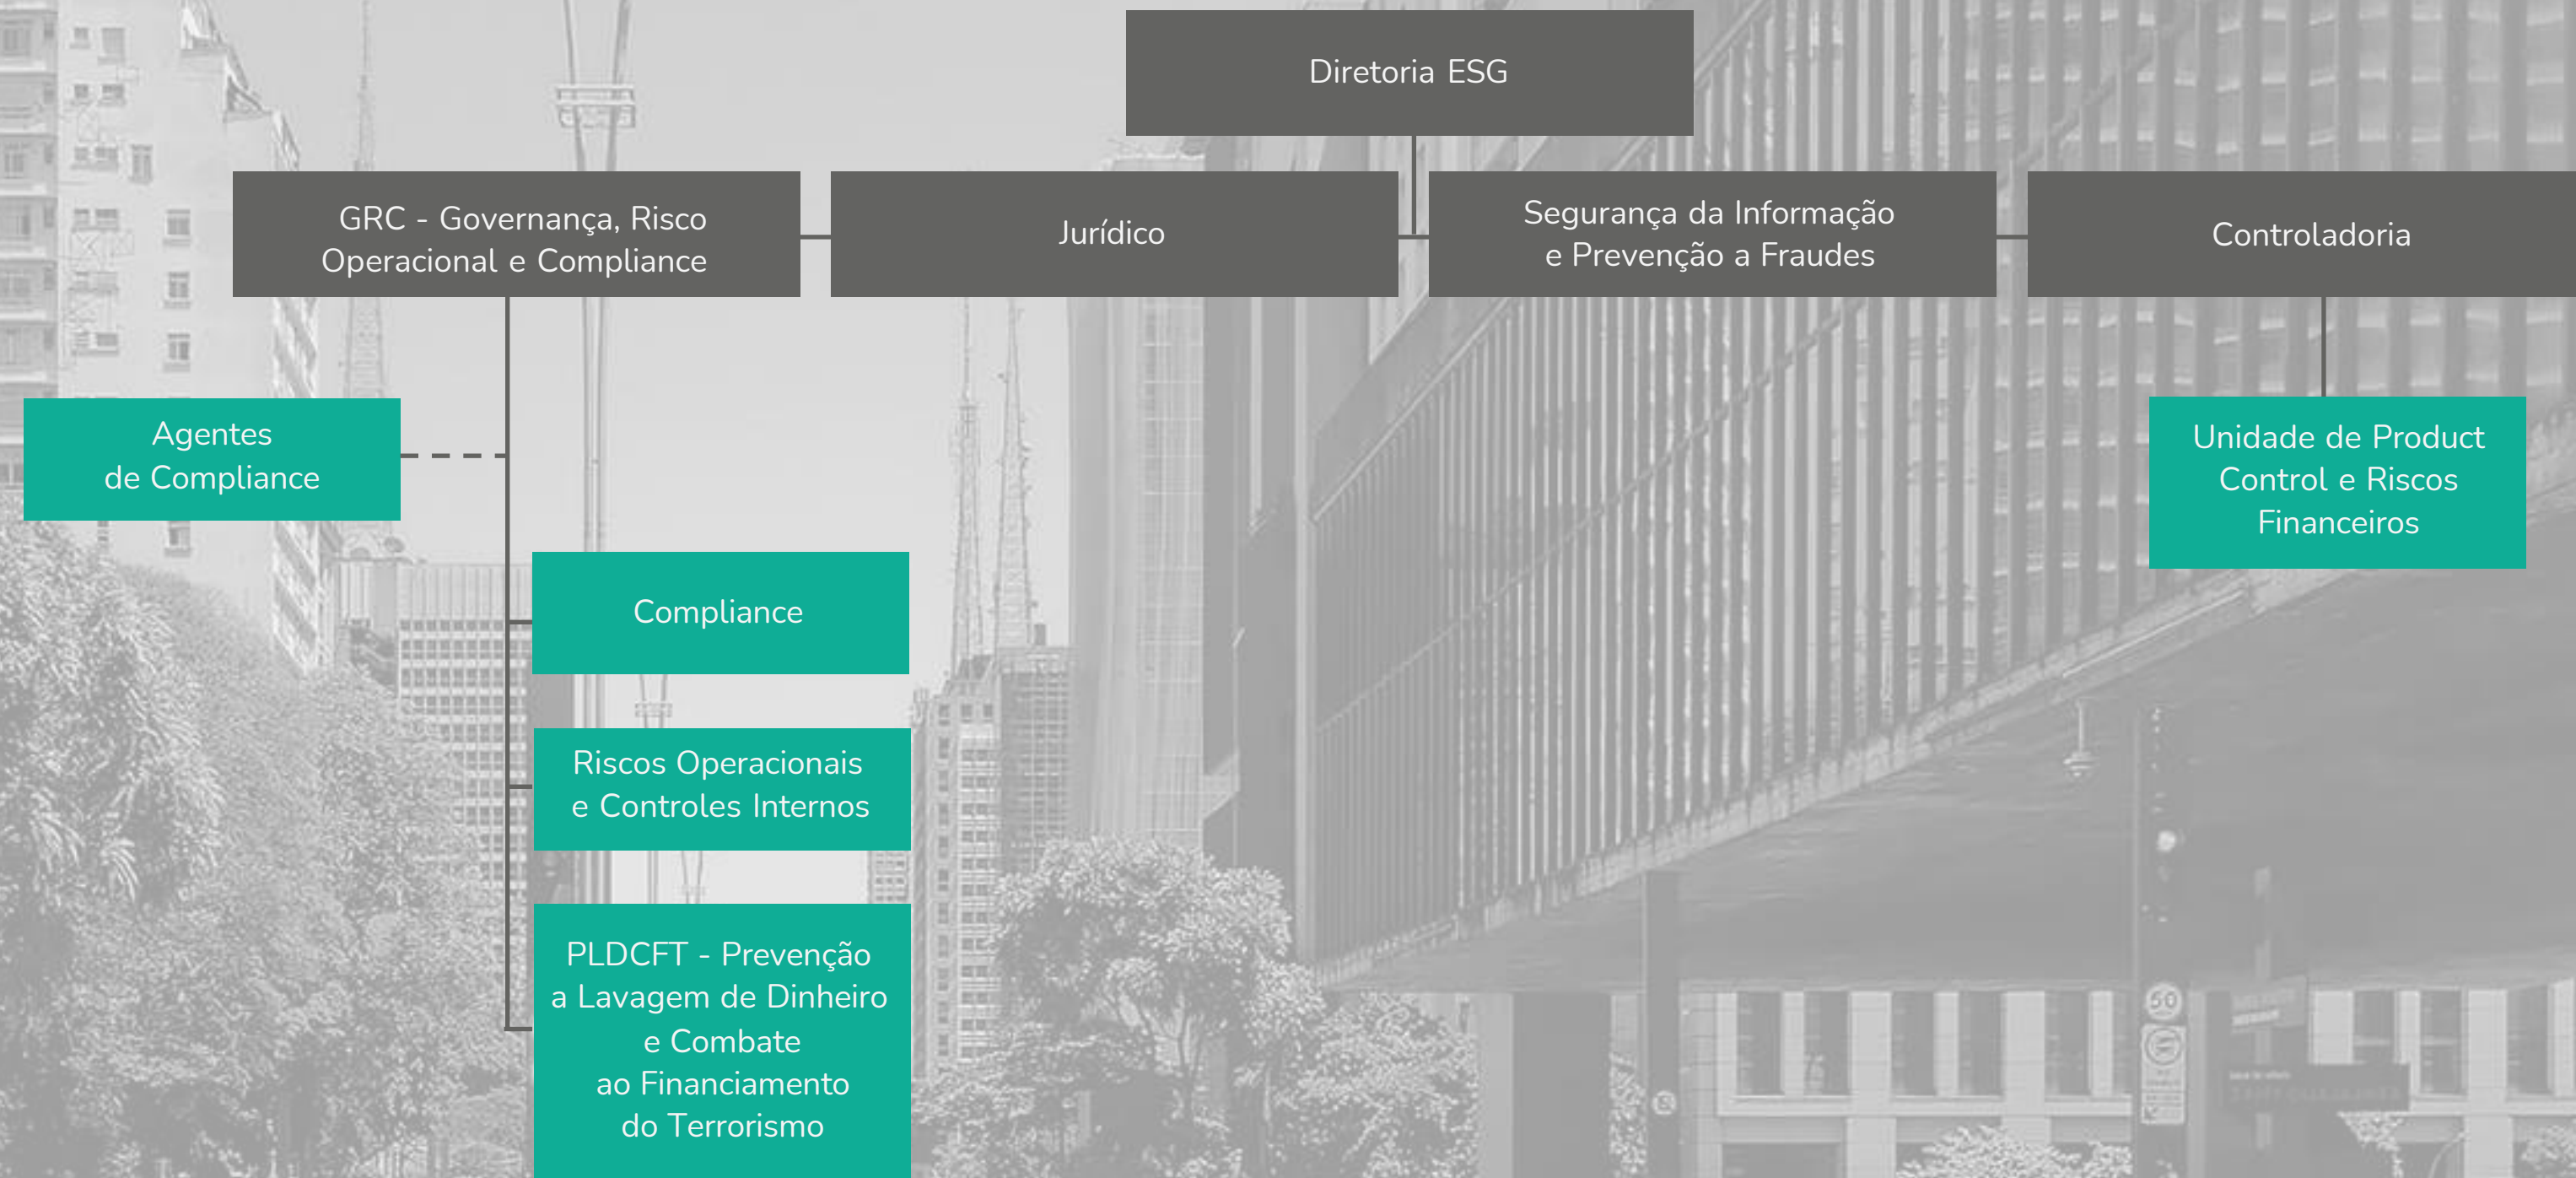 Diretoria ESG
GRC - Governança, Risco
Operacional e Compliance
Jurídico
Segurança da Informação
e Prevenção a Fraudes
Controladoria
Agentes
de Compliance
Unidade de Product
Control e Riscos
Financeiros
Compliance
Riscos Operacionais
e Controles Internos
PLDCFT - Prevenção
a Lavagem de Dinheiro
e Combate
ao Financiamento
do Terrorismo
50